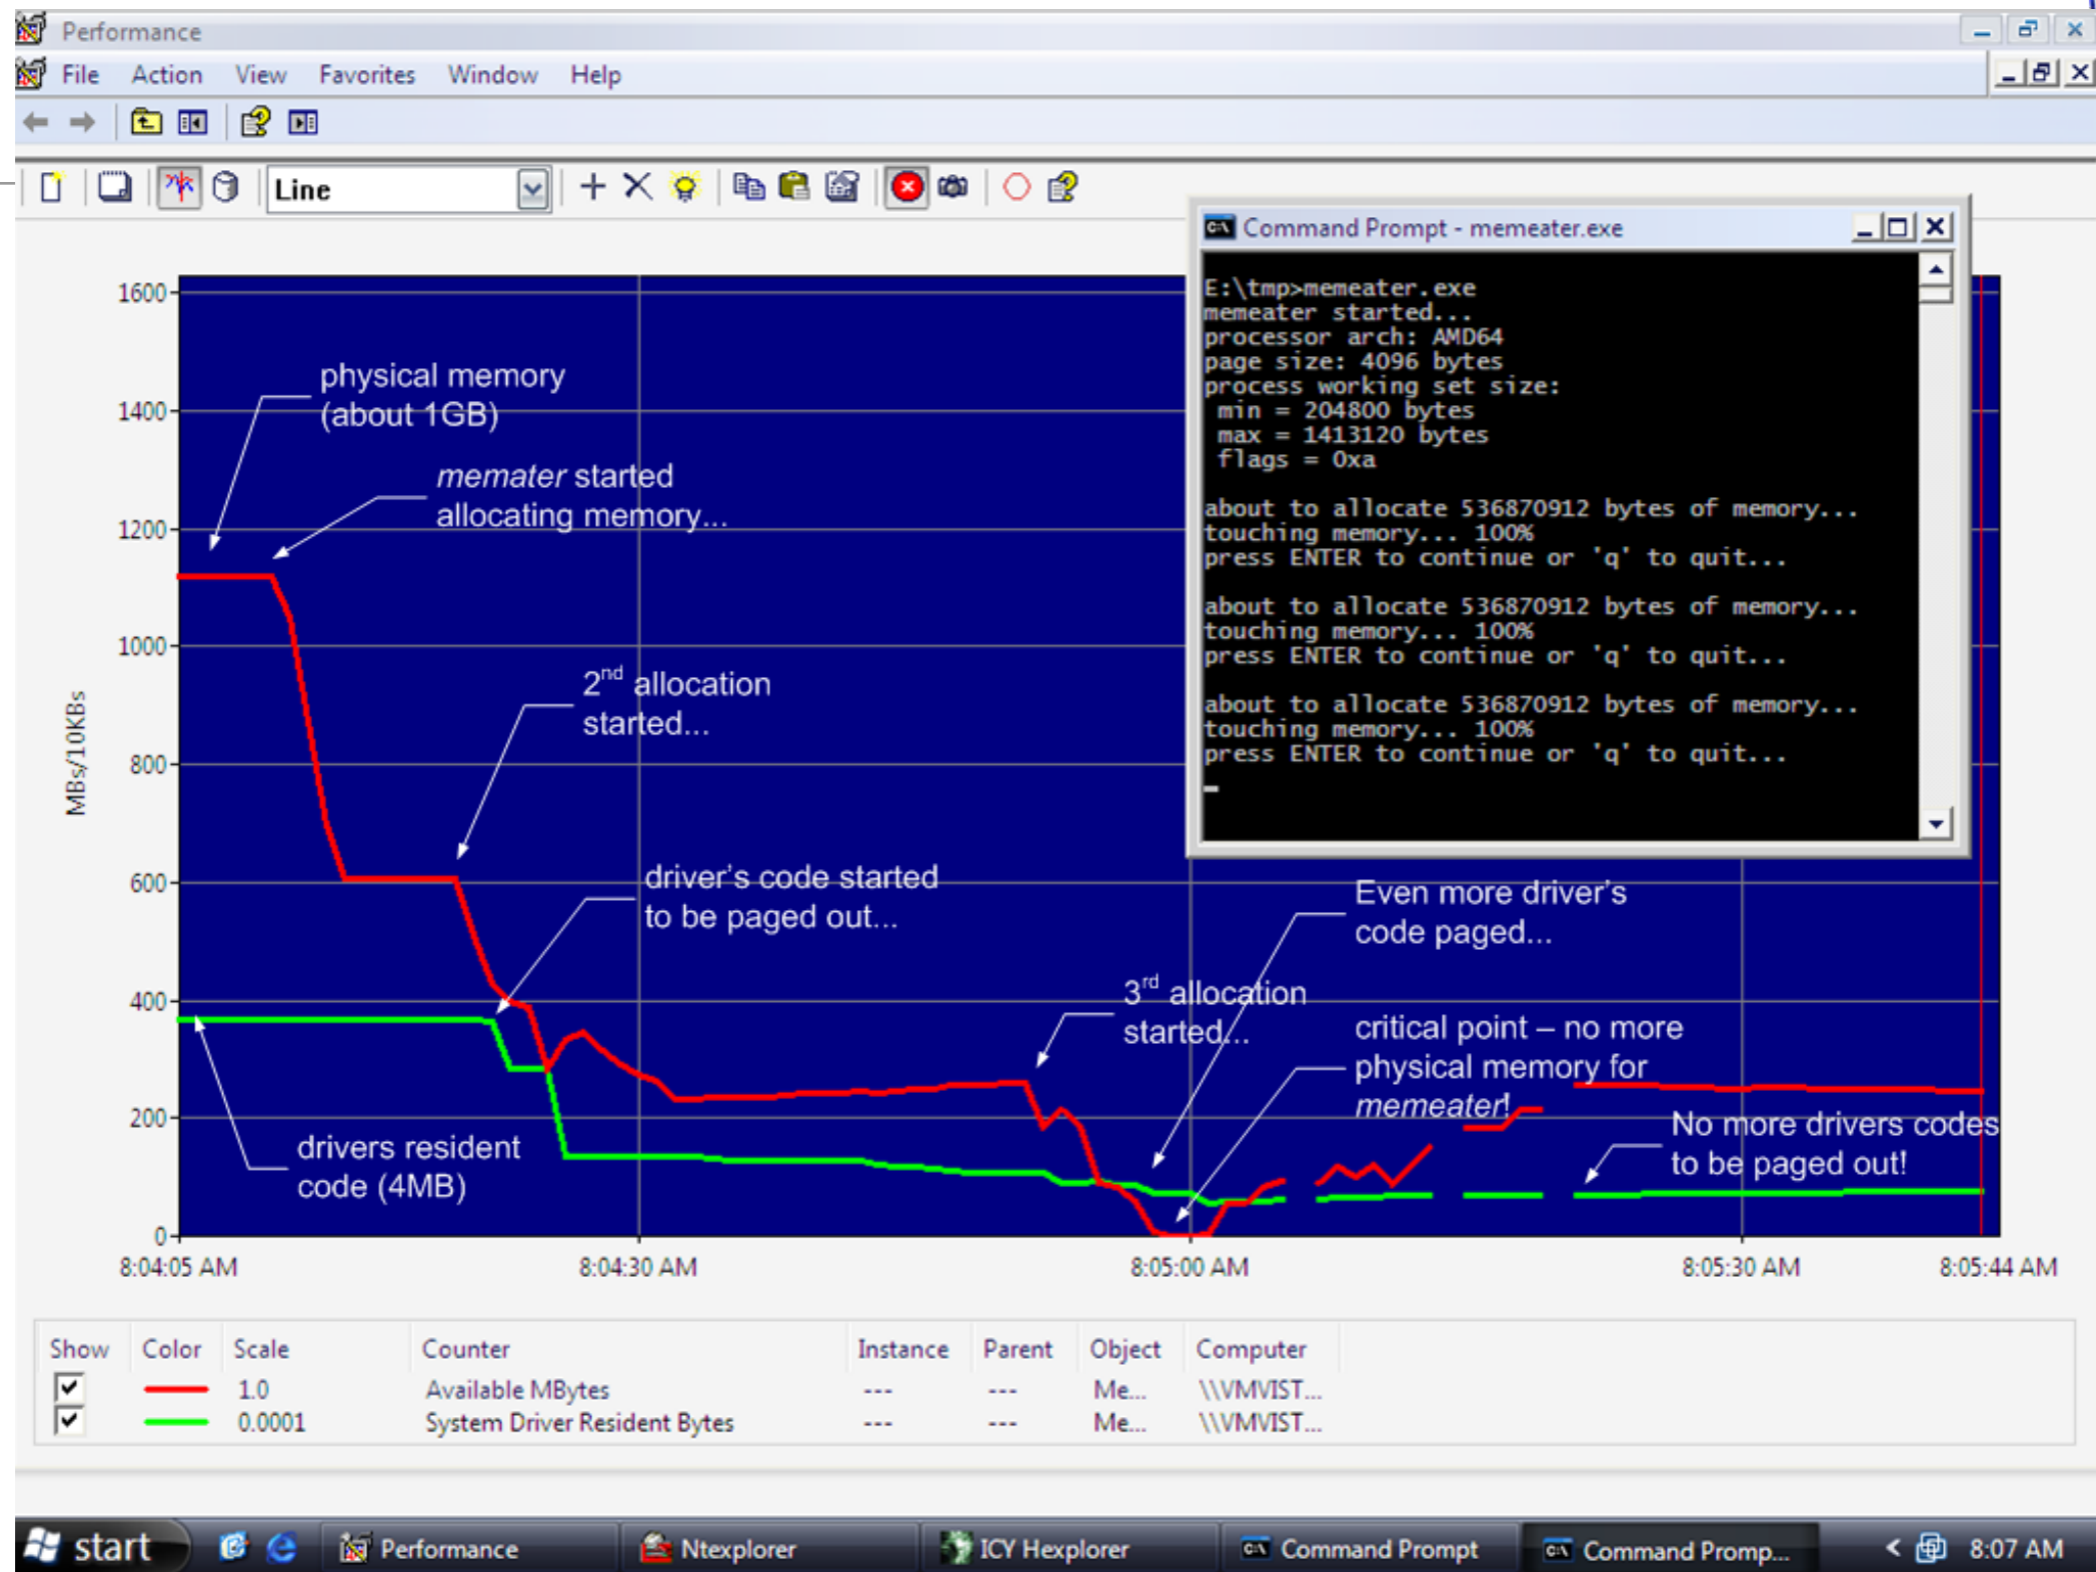 Performance
File Action View Favorites Window Help
Line
Command Prompt - memeater.exe
E:\tmp>memeater.exe
memeater started...
processor arch: AMD64
page size: 4096 bytes
process working set size:
min = 204800 bytes
max = 1413120 bytes
flags = 0xa
about to allocate 536870912 bytes of memory...
touching memory... 100%
press ENTER to continue or 'q' to quit...
about to allocate 536870912 bytes of memory...
touching memory... 100%
press ENTER to continue or 'q' to quit...
about to allocate 536870912 bytes of memory...
touching memory... 100%
press ENTER to continue or 'q' to quit...
MBs/10KBs
1600
1400
1200
1000
800
600
400
200
0
physical memory
(about 1GB)
memater started
allocating memory...
2nd allocation
started...
driver's code started
to be paged out...
Even more driver's
code paged...
3rd allocation
started...
critical point – no more
physical memory for
memeater!
No more drivers codes
to be paged out!
drivers resident
code (4MB)
8:04:05 AM 8:04:30 AM 8:05:00 AM 8:05:30 AM 8:05:44 AM
Show Color Scale Counter Instance Parent Object Computer
1.0 Available MBytes --- --- Me... \\VMVIST...
0.0001 System Driver Resident Bytes --- --- Me... \\VMVIST...
start Performance Ntexplorer ICY Hexplorer Command Prompt Command Promp... < 8:07 AM